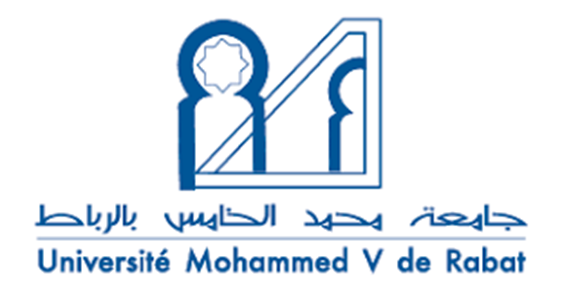 جامعة محمد الخامس بالرباط
Université Mohammed V de Rabat